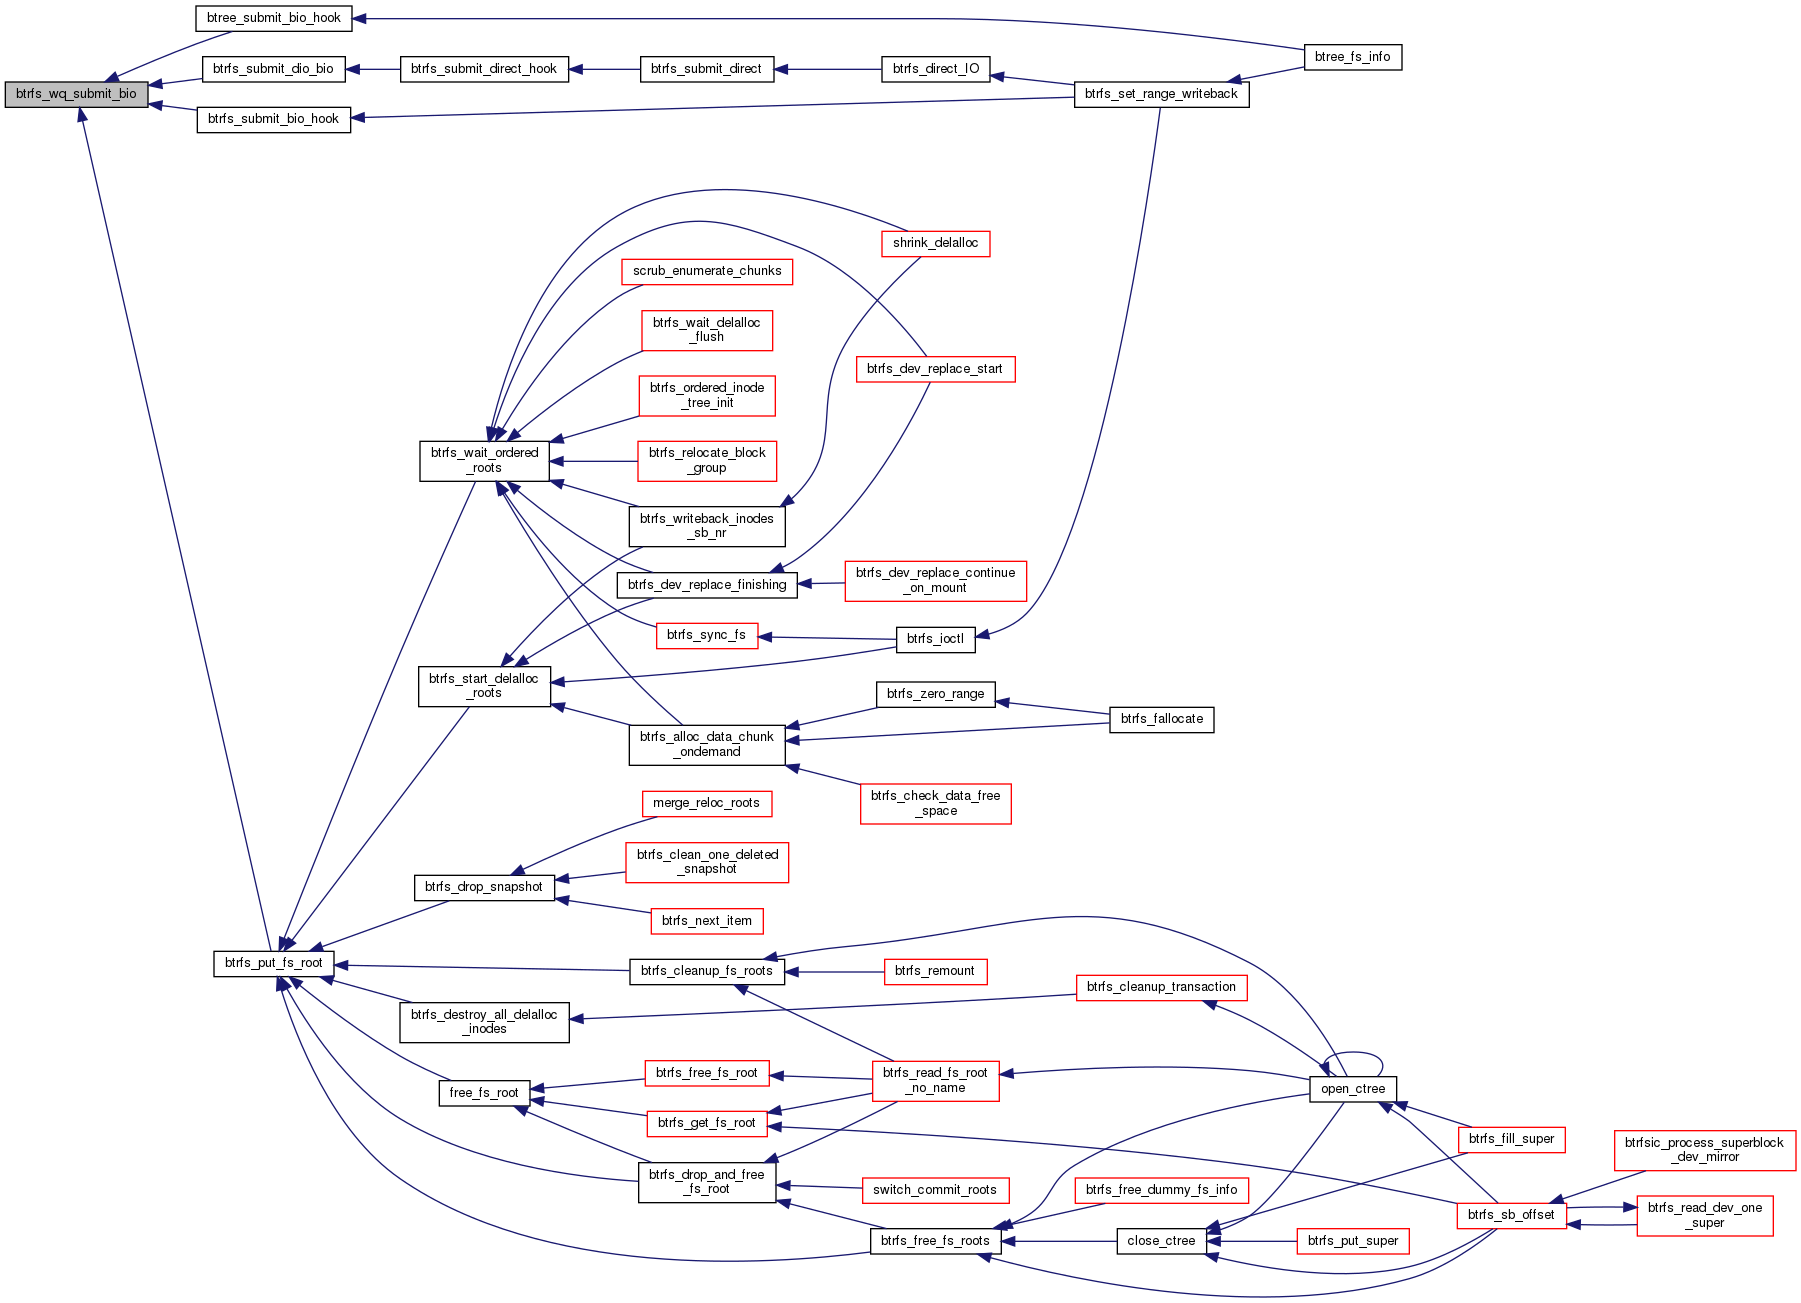 btree_submit_bio_hook
btree_fs_info
btrfs_submit_dio_bio
btrfs_submit_direct_hook
btrfs_submit_direct
btrfs_direct_IO
btrfs_wq_submit_bio
btrfs_set_range_writeback
btrfs_submit_bio_hook
shrink_delalloc
scrub_enumerate_chunks
btrfs_wait_delalloc
_flush
btrfs_dev_replace_start
btrfs_ordered_inode
_tree_init
btrfs_wait_ordered
_roots
btrfs_relocate_block
_group
btrfs_writeback_inodes
_sb_nr
btrfs_dev_replace_finishing
btrfs_dev_replace_continue
_on_mount
btrfs_sync_fs
btrfs_ioctl
btrfs_start_delalloc
_roots
btrfs_zero_range
btrfs_fallocate
btrfs_alloc_data_chunk
_ondemand
btrfs_check_data_free
_space
merge_reloc_roots
btrfs_clean_one_deleted
_snapshot
btrfs_drop_snapshot
btrfs_next_item
btrfs_put_fs_root
btrfs_cleanup_fs_roots
btrfs_remount
btrfs_cleanup_transaction
btrfs_destroy_all_delalloc
_inodes
btrfs_free_fs_root
btrfs_read_fs_root
_no_name
open_ctree
free_fs_root
btrfs_get_fs_root
btrfs_fill_super
btrfsic_process_superblock
_dev_mirror
btrfs_drop_and_free
_fs_root
switch_commit_roots
btrfs_free_dummy_fs_info
btrfs_sb_offset
btrfs_read_dev_one
_super
btrfs_free_fs_roots
close_ctree
btrfs_put_super